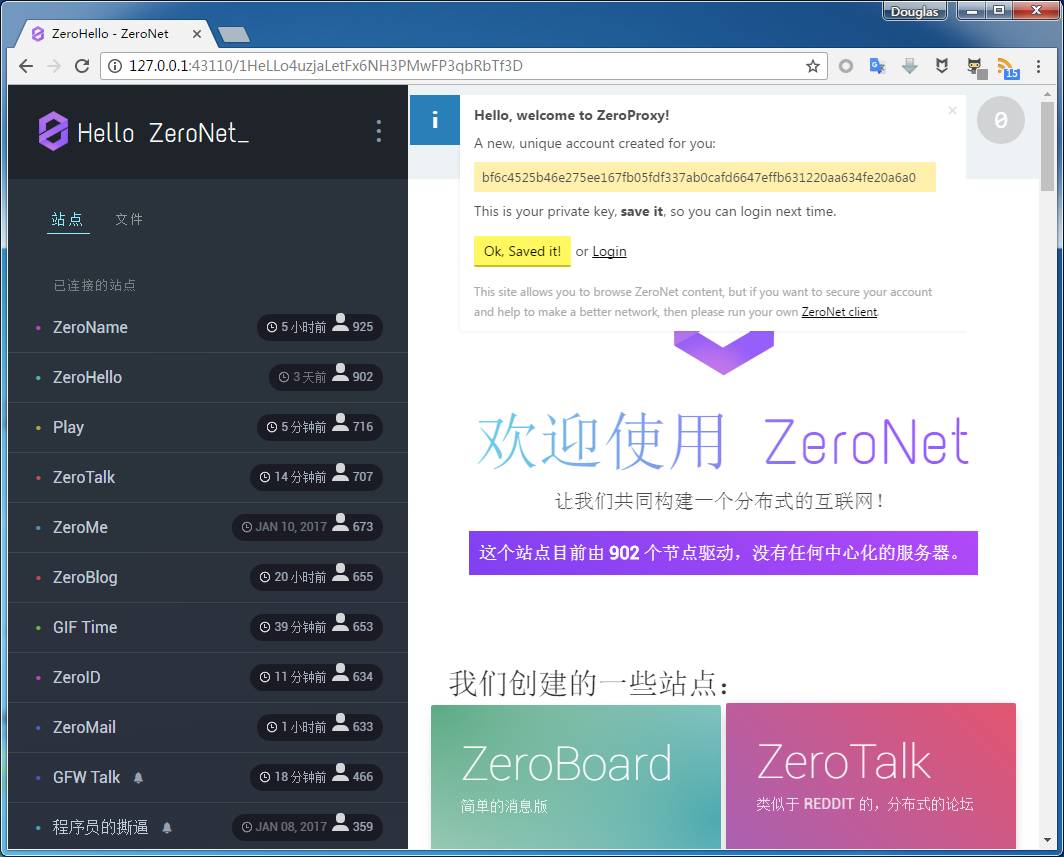 Douglas
ZeroHello - ZeroNet
127.0.0.1:43110/1HeLLo4uzjaLetFx6NH3PMwFP3qbRbTf3D
15
Hello ZeroNet_
站点 文件
已连接的站点
ZeroName 5 小时前 925
ZeroHello 3 天前 902
Play 5 分钟前 716
ZeroTalk 14 分钟前 707
ZeroMe JAN 10, 2017 673
ZeroBlog 20 小时前 655
GIF Time 39 分钟前 653
ZeroID 11 分钟前 634
ZeroMail 1 小时前 633
GFW Talk 18 分钟前 466
程序员的撕逼 JAN 08, 2017 359
i
Hello, welcome to ZeroProxy!
A new, unique account created for you:
bf6c4525b46e275ee167fb05fdf337ab0cafd6647effb631220aa634fe20a6a0
This is your private key, save it, so you can login next time.
Ok, Saved it! or Login
This site allows you to browse ZeroNet content, but if you want to secure your account
and help to make a better network, then please run your own ZeroNet client.
0
欢迎使用 ZeroNet
让我们共同构建一个分布式的互联网!
这个站点目前由 902 个节点驱动，没有任何中心化的服务器。
我们创建的一些站点:
ZeroBoard
简单的消息版
ZeroTalk
类似于 REDDIT 的，分布式的论坛